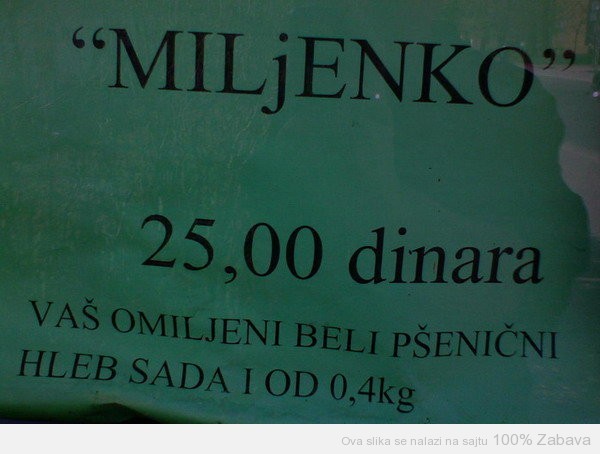 “MILjENKO”
25,00 dinara
VAŠ OMILJENI BELI PŠENIČNI
HLEB SADA I OD 0,4kg
Ova slika se nalazi na sajtu 100% Zabava